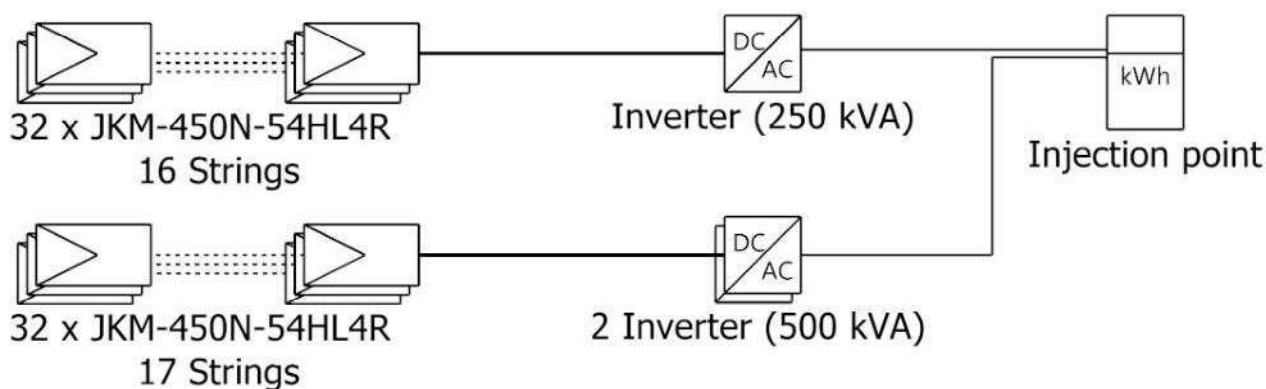 DC
AC
kWh
32 x JKM-450N-54HL4R
16 Strings
Inverter (250 kVA)
Injection point
DC
AC
32 x JKM-450N-54HL4R
17 Strings
2 Inverter (500 kVA)